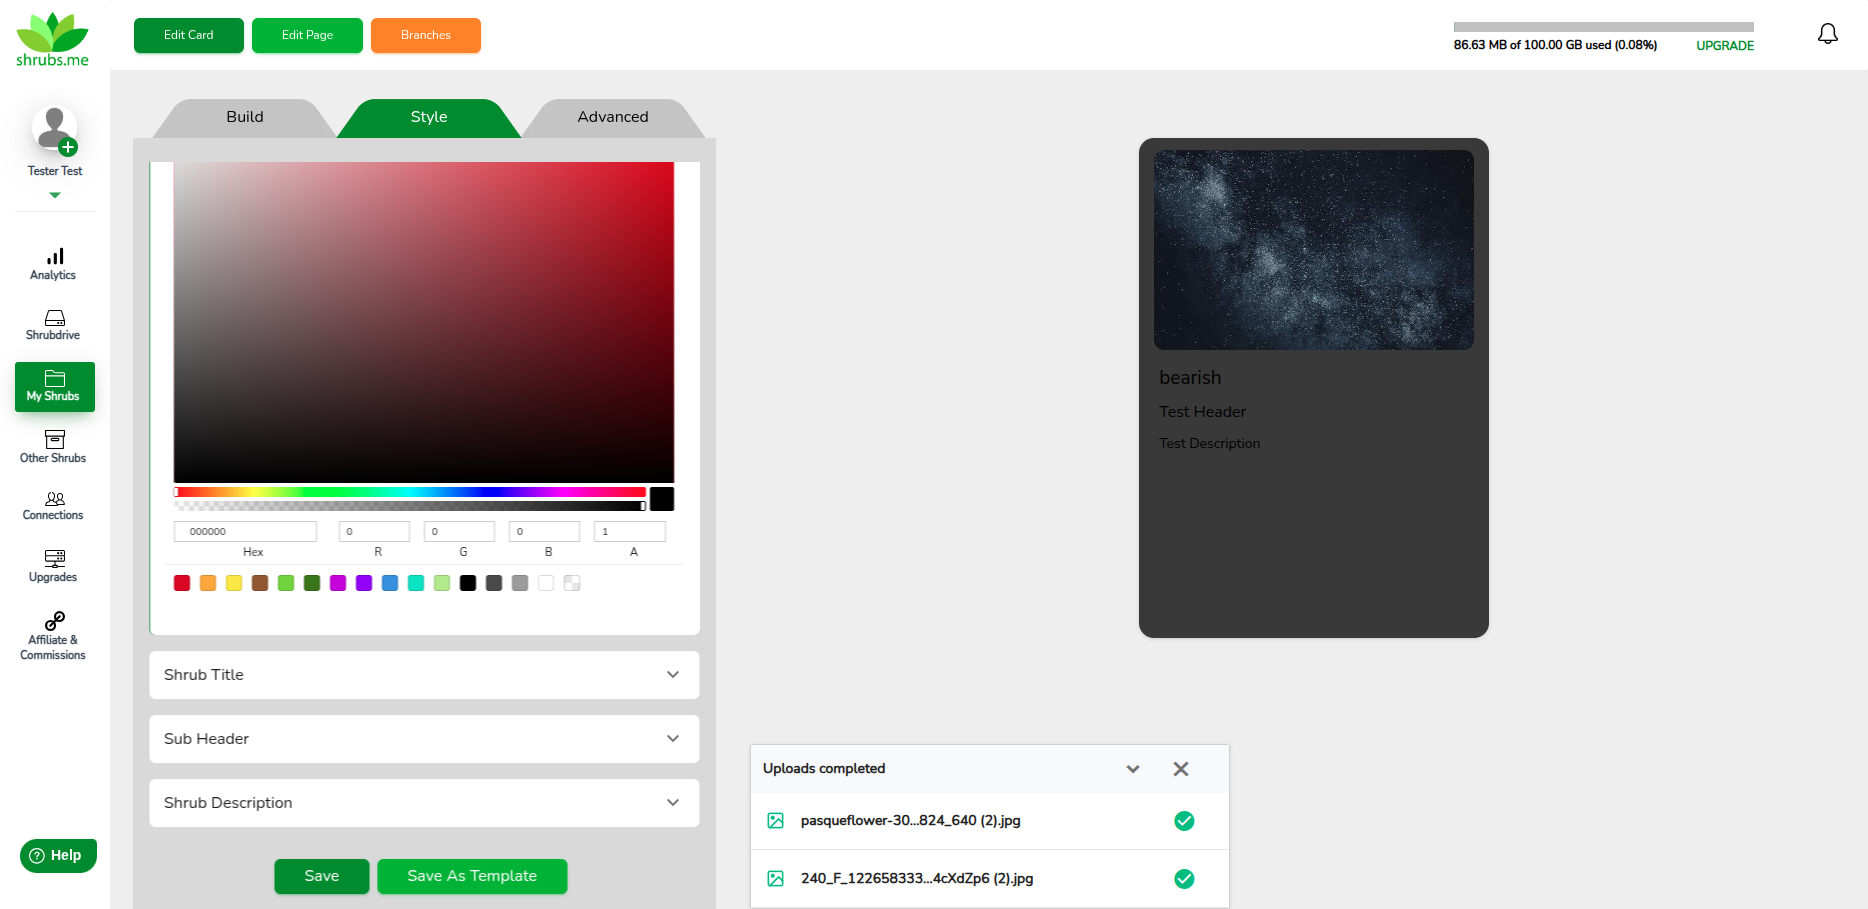 shrubs.me
Edit Card
Edit Page
Branches
86.63 MB of 100.00 GB used (0.08%)
UPGRADE
Tester Test
Analytics
Shrubdrive
My Shrubs
Other Shrubs
Connections
Upgrades
Affiliate &
Commissions
Help
Build
Style
Advanced
000000
0
0
0
1
Hex
R
G
B
A
Shrub Title
Sub Header
Shrub Description
Save
Save As Template
bearish
Test Header
Test Description
Uploads completed
pasqueflower-30...824_640 (2).jpg
240_F_122658333...4cXdZp6 (2).jpg